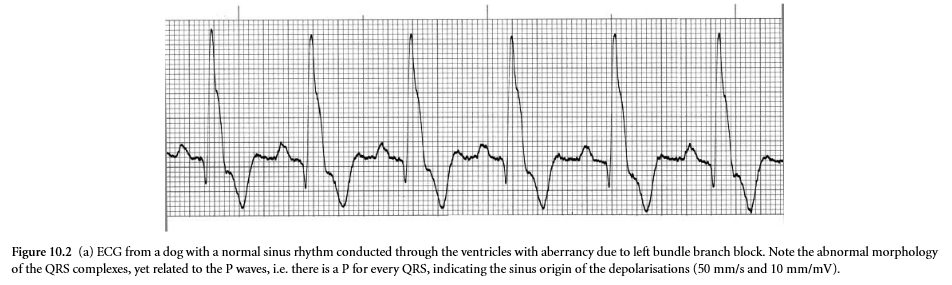 Figure 10.2 (a) ECG from a dog with a normal sinus rhythm conducted through the ventricles with aberrancy due to left bundle branch block. Note the abnormal morphology
of the QRS complexes, yet related to the P waves, i.e. there is a P for every QRS, indicating the sinus origin of the depolarisations (50 mm/s and 10 mm/mV).